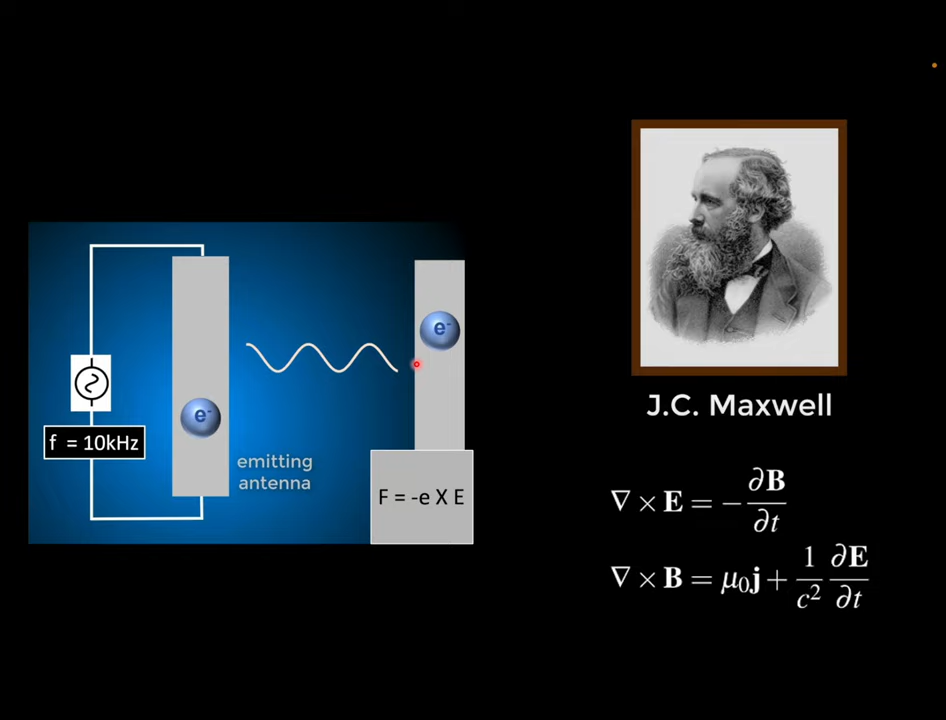 e⁻
e⁻
f = 10kHz
emitting
antenna
F = -e X E
J.C. Maxwell
∇ × E = − ∂B/∂t
∇ × B = μ₀j + 1/c² ∂E/∂t